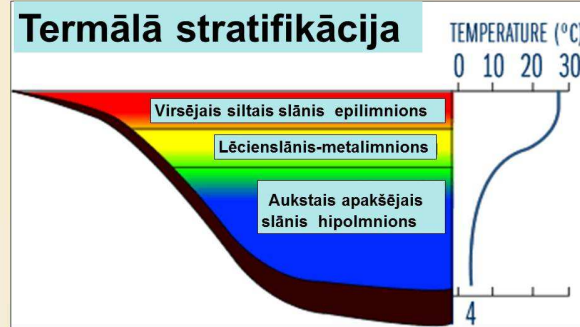 Termālā stratifikācija
TEMPERATURE (°C)
0 10 20 30
Virsējais siltais slānis epilimnions
Lēcienslānis-metalimnions
Aukstais apakšējais
slānis hipolmnions
4